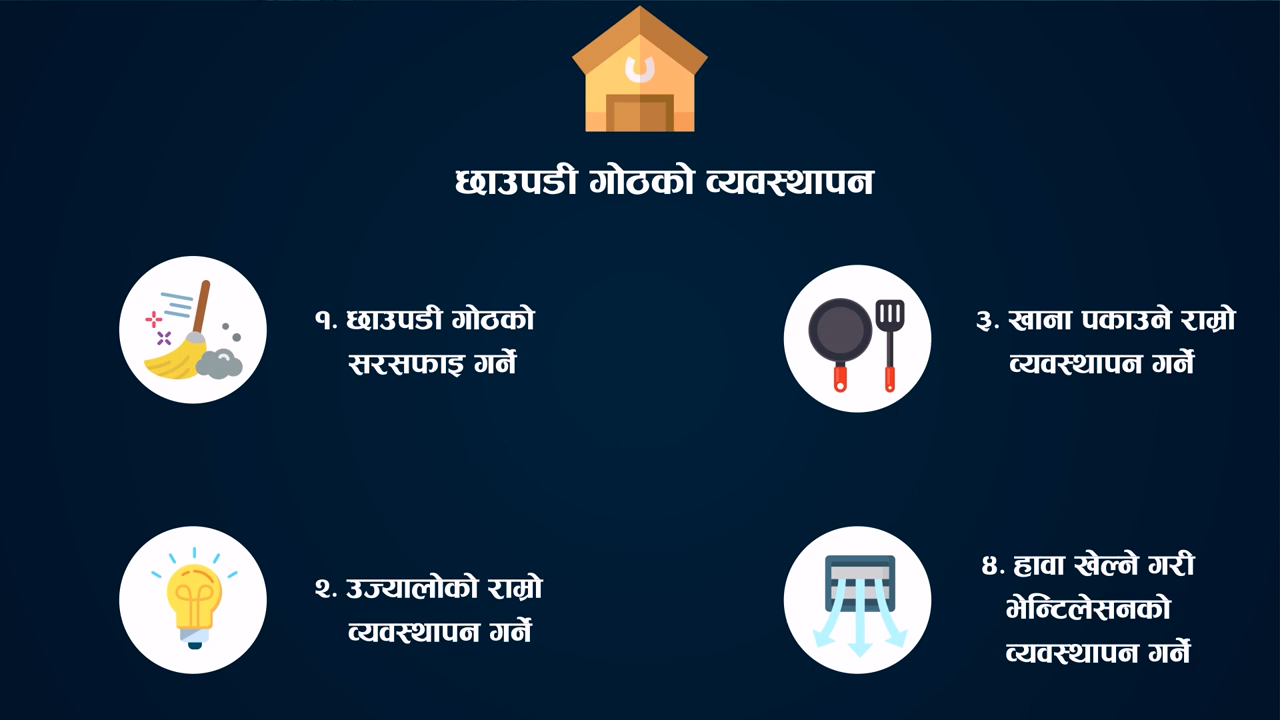 छाउपडी गोठको व्यवस्थापन
१. छाउपडी गोठको
सरसफाइ गर्ने
२. उज्यालोको राम्रो
व्यवस्थापन गर्ने
३. खाना पकाउने राम्रो
व्यवस्थापन गर्ने
४. हावा खेल्ने गरी
भेन्टिलेसनको
व्यवस्थापन गर्ने